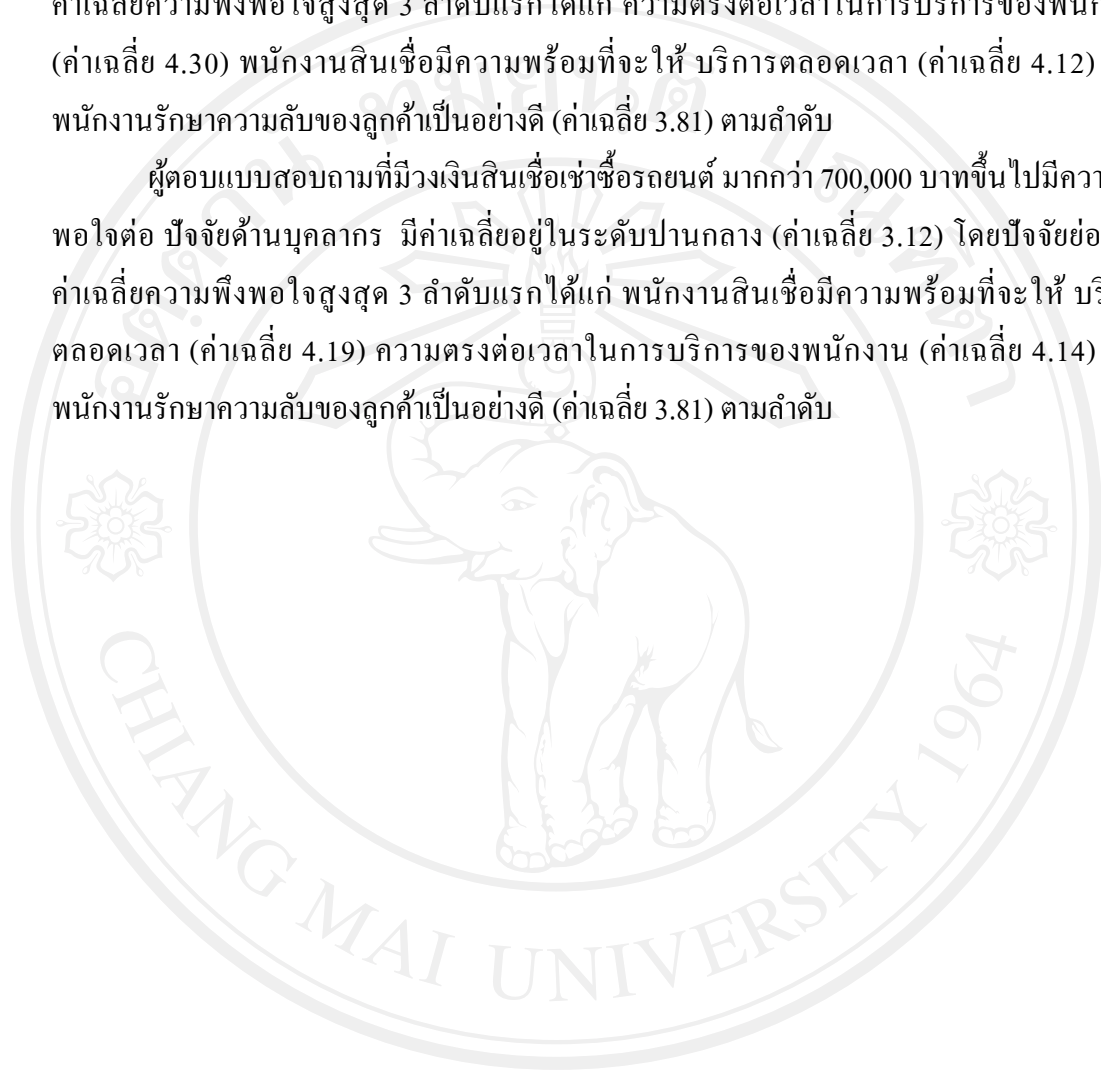 ค่าเฉลี่ยความพึงพอใจสูงสุด 3 ลำดับแรกได้แก่ ความตรงต่อเวลาในการบริการของพนัก
(ค่าเฉลี่ย 4.30) พนักงานสินเชื่อมีความพร้อมที่จะให้ บริการตลอดเวลา (ค่าเฉลี่ย 4.12)
พนักงานรักษาความลับของลูกค้าเป็นอย่างดี (ค่าเฉลี่ย 3.81) ตามลำดับ
ผู้ตอบแบบสอบถามที่มีวงเงินสินเชื่อเช่าซื้อรถยนต์ มากกว่า 700,000 บาทขึ้นไปมีควา
พอใจต่อ ปัจจัยด้านบุคลากร มีค่าเฉลี่ยอยู่ในระดับปานกลาง (ค่าเฉลี่ย 3.12) โดยปัจจัยย่อ
ค่าเฉลี่ยความพึงพอใจสูงสุด 3 ลำดับแรกได้แก่ พนักงานสินเชื่อมีความพร้อมที่จะให้ บริ
ตลอดเวลา (ค่าเฉลี่ย 4.19) ความตรงต่อเวลาในการบริการของพนักงาน (ค่าเฉลี่ย 4.14)
พนักงานรักษาความลับของลูกค้าเป็นอย่างดี (ค่าเฉลี่ย 3.81) ตามลำดับ
CHIANG MAI UNIVERSITY 1964